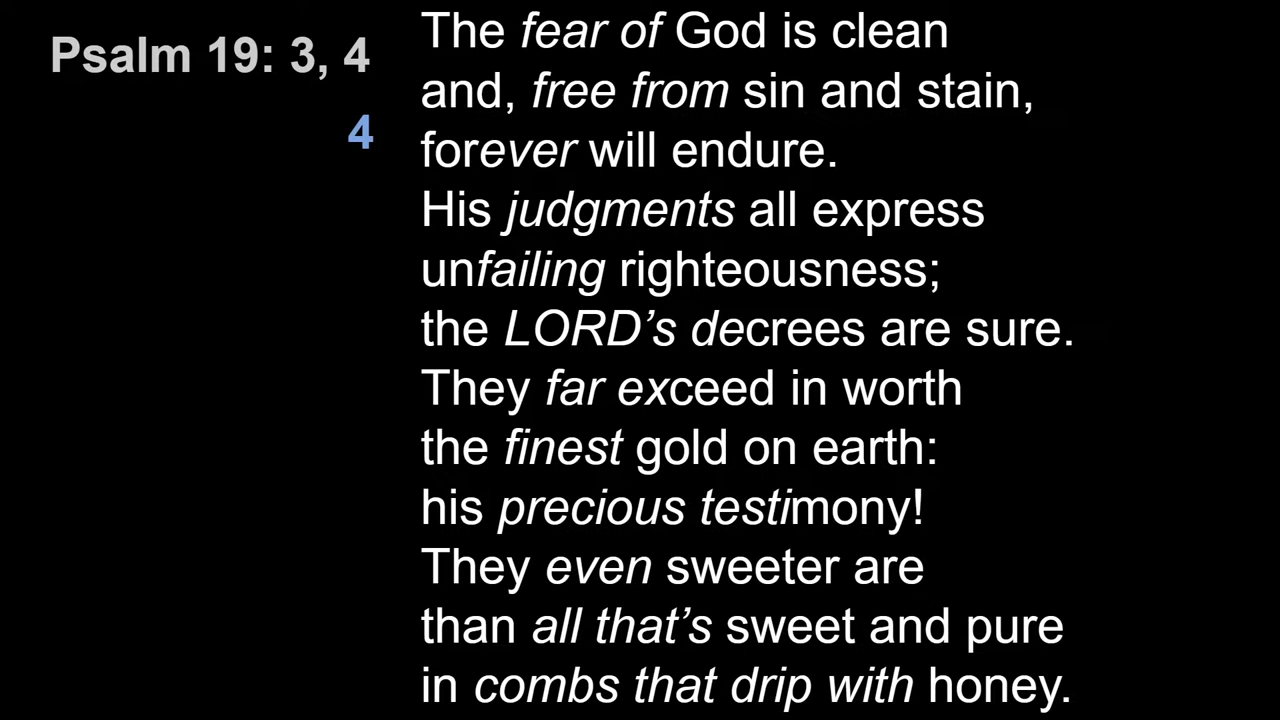 Psalm 19: 3, 4
4
The fear of God is clean
and, free from sin and stain,
forever will endure.
His judgments all express
unfailing righteousness;
the LORD’s decrees are sure.
They far exceed in worth
the finest gold on earth:
his precious testimony!
They even sweeter are
than all that’s sweet and pure
in combs that drip with honey.